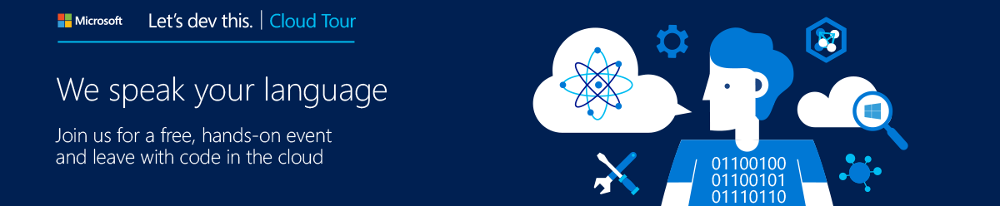 Microsoft Let's dev this. | Cloud Tour
We speak your language
Join us for a free, hands-on event
and leave with code in the cloud
01100100
01100101
01110110